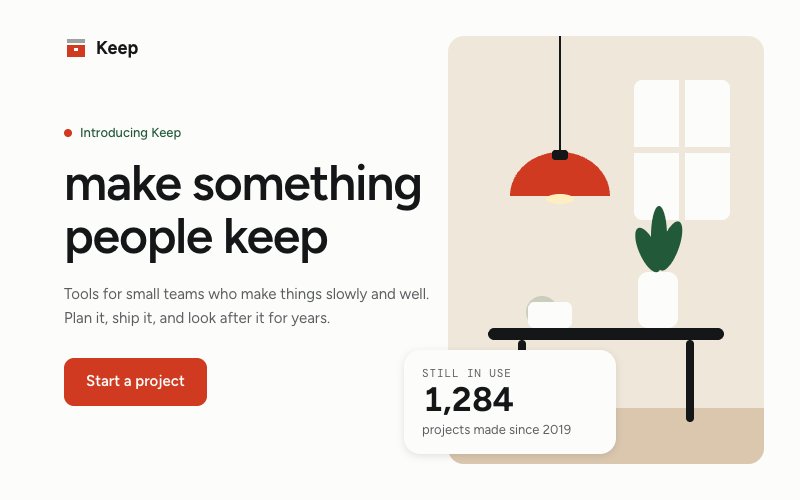 Keep
Introducing Keep
make something
people keep
Tools for small teams who make things slowly and well.
Plan it, ship it, and look after it for years.
Start a project
STILL IN USE
1,284
projects made since 2019